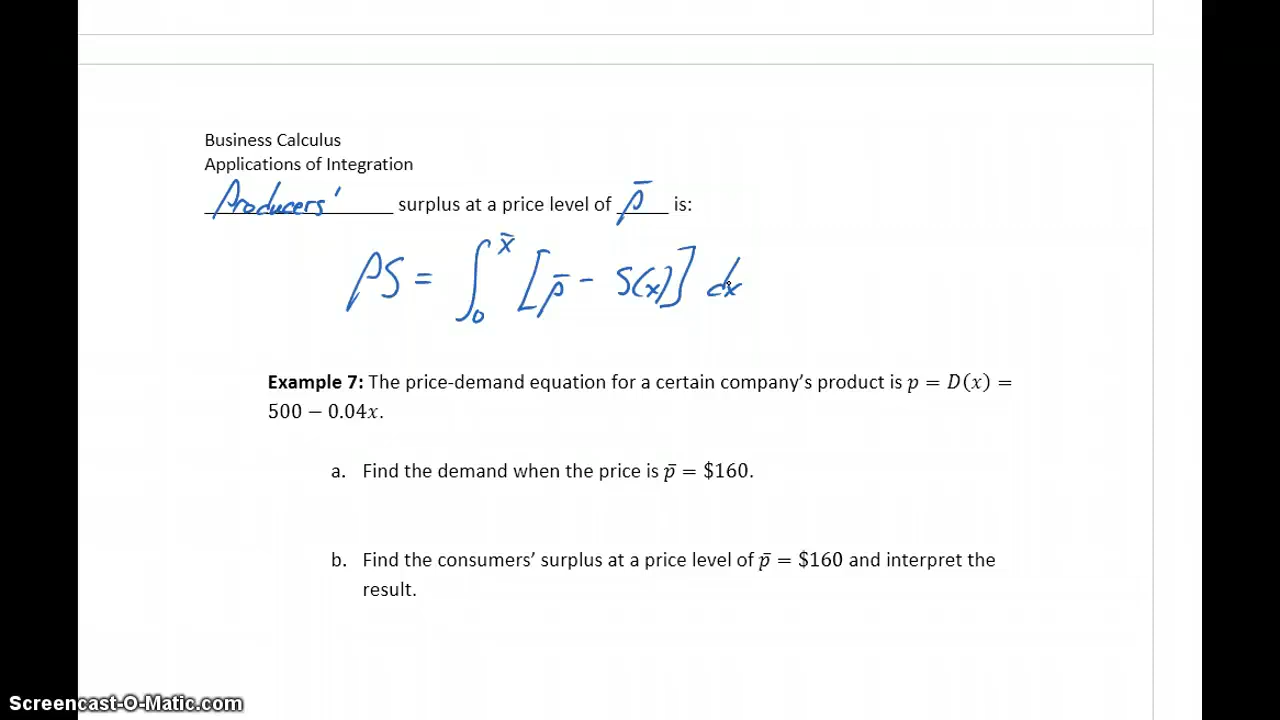 Business Calculus
Applications of Integration
Producers' surplus at a price level of p̄ is:
PS = ∫₀^x̄ [p̄ - S(x)] dx
Example 7: The price-demand equation for a certain company's product is p = D(x) =
500 − 0.04x.
a. Find the demand when the price is p̄ = $160.
b. Find the consumers' surplus at a price level of p̄ = $160 and interpret the
result.
Screencast-O-Matic.com